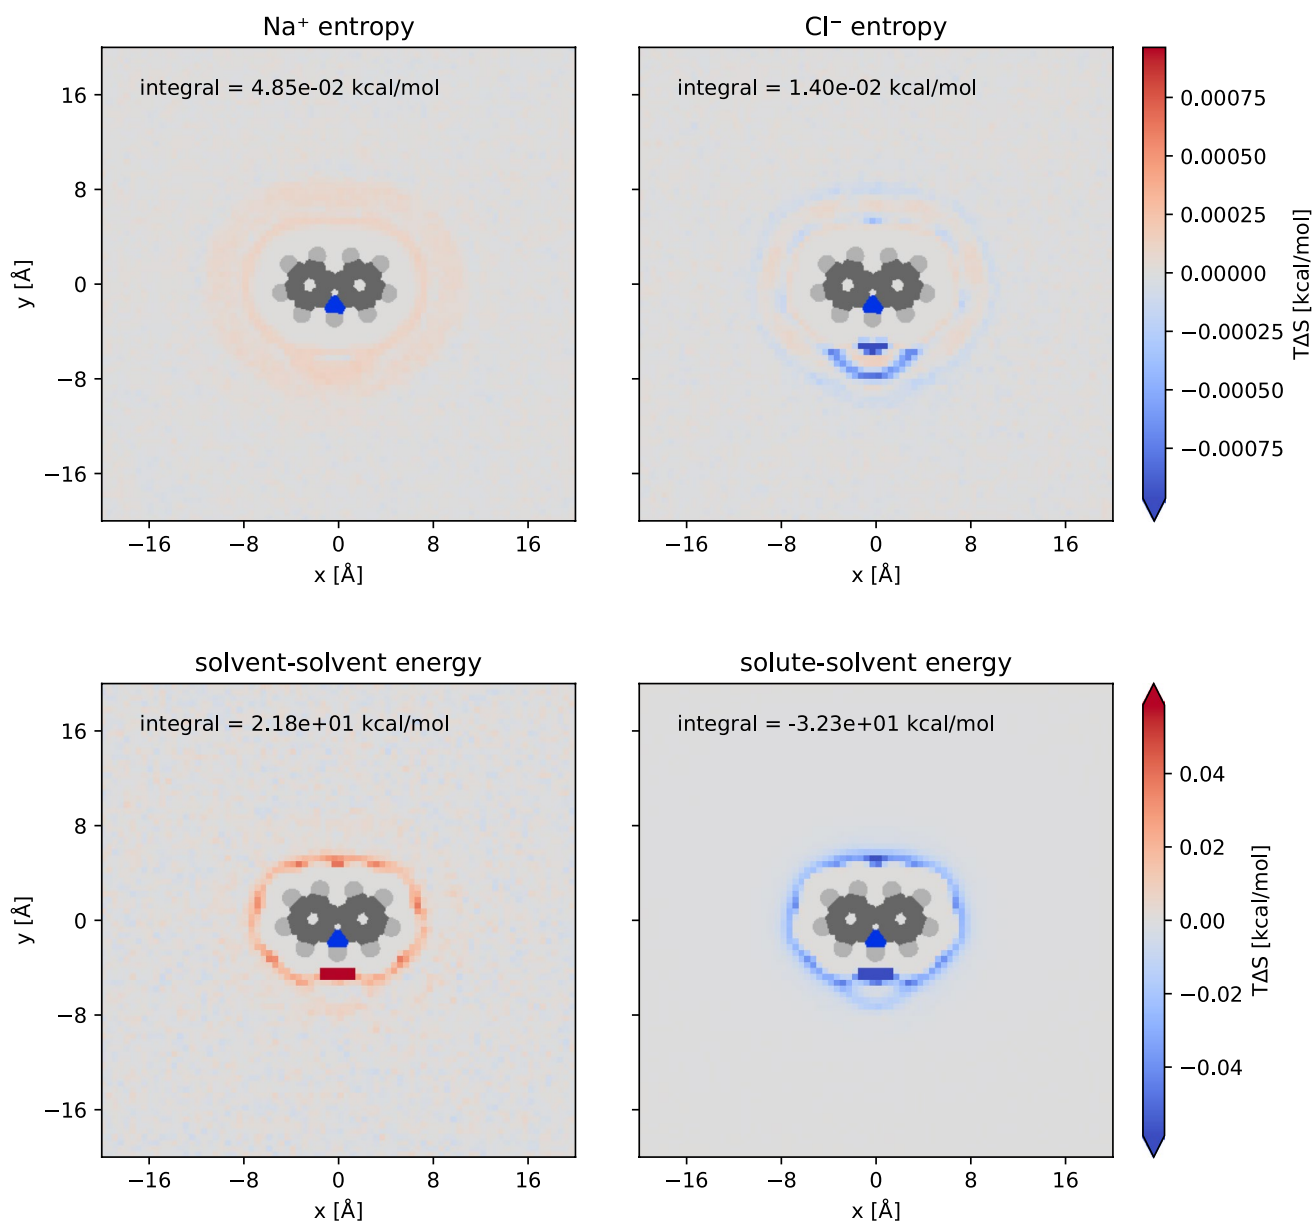 Na⁺ entropy
Cl⁻ entropy
integral = 4.85e-02 kcal/mol
integral = 1.40e-02 kcal/mol
16
8
0
−8
−16
y [Å]
−16 −8 0 8 16
x [Å]
−16 −8 0 8 16
x [Å]
0.00075
0.00050
0.00025
0.00000
−0.00025
−0.00050
−0.00075
TΔS [kcal/mol]
solvent-solvent energy
solute-solvent energy
integral = 2.18e+01 kcal/mol
integral = -3.23e+01 kcal/mol
16
8
0
−8
−16
y [Å]
−16 −8 0 8 16
x [Å]
−16 −8 0 8 16
x [Å]
0.04
0.02
0.00
−0.02
−0.04
TΔS [kcal/mol]